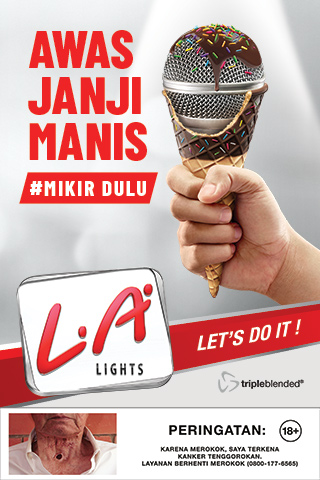 AWAS
JANJI
MANIS
#MIKIR DULU
L.A.
LIGHTS
LET'S DO IT !
tripleblended®
PERINGATAN:
18+
KARENA MEROKOK, SAYA TERKENA
KANKER TENGGOROKAN.
LAYANAN BERHENTI MEROKOK (0800-177-6565)